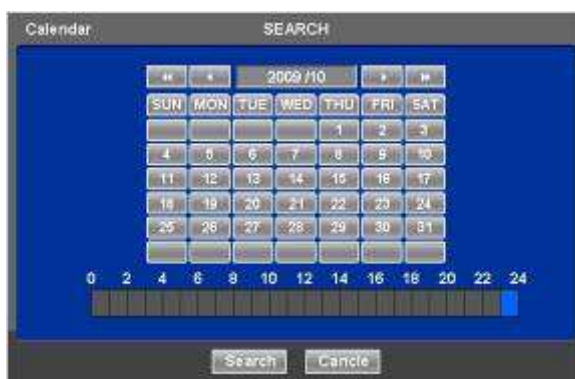 Calendar SEARCH
2009 /10
SUN MON TUE WED THU FRI SAT
1 2 3
4 5 6 7 8 9 10
11 12 13 14 15 16 17
18 19 20 21 22 23 24
25 26 27 28 29 30 31
0 2 4 6 8 10 12 14 16 18 20 22 24
Search Cancle